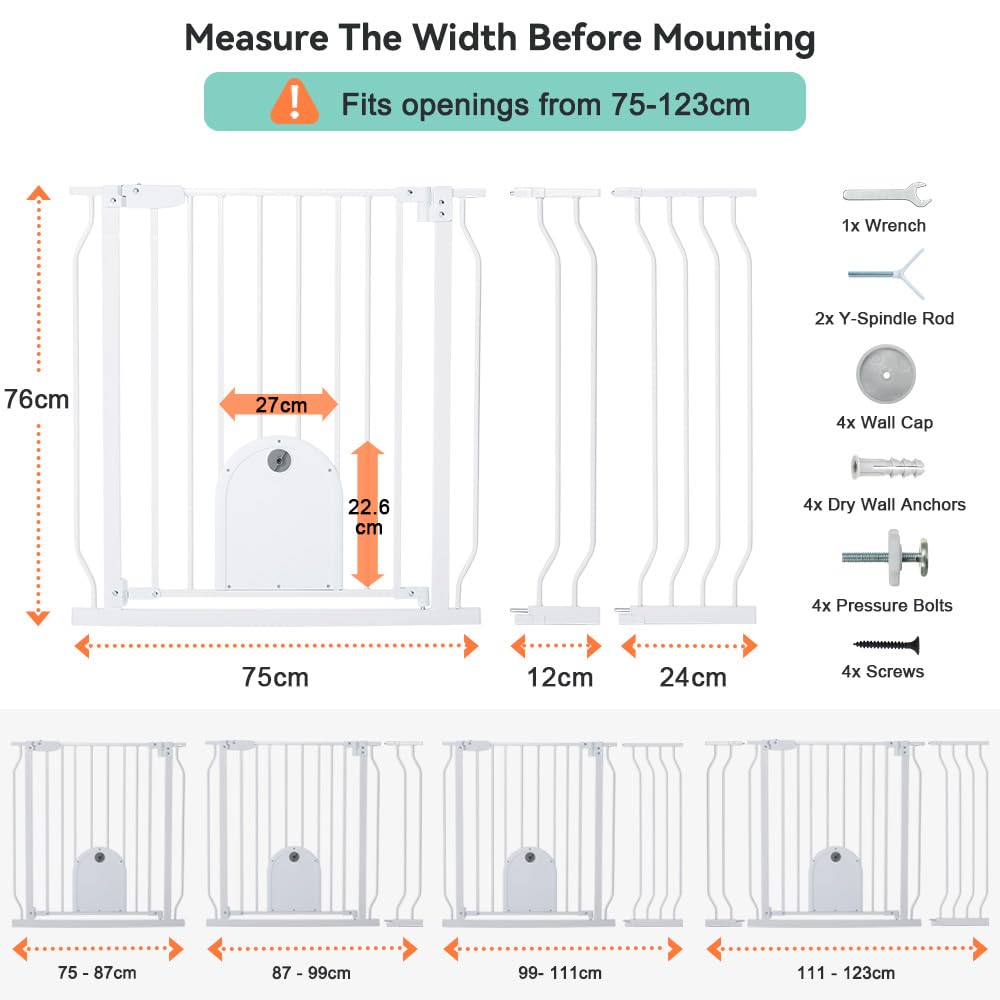 Measure The Width Before Mounting
Fits openings from 75-123cm
76cm
27cm
22.6
cm
75cm
12cm
24cm
1x Wrench
2x Y-Spindle Rod
4x Wall Cap
4x Dry Wall Anchors
4x Pressure Bolts
4x Screws
75 - 87cm
87 - 99cm
99- 111cm
111 - 123cm